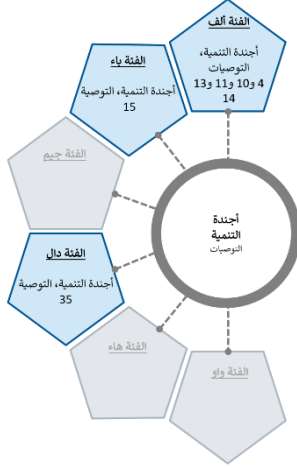 الفئة ألف
أجندة التنمية،
التوصيات
4 و10 و11 و13
14
الفئة باء
أجندة التنمية، التوصية
15
الفئة جيم
أجندة
التنمية
التوصيات
الفئة دال
أجندة التنمية، التوصية
35
الفئة هاء
الفئة واو